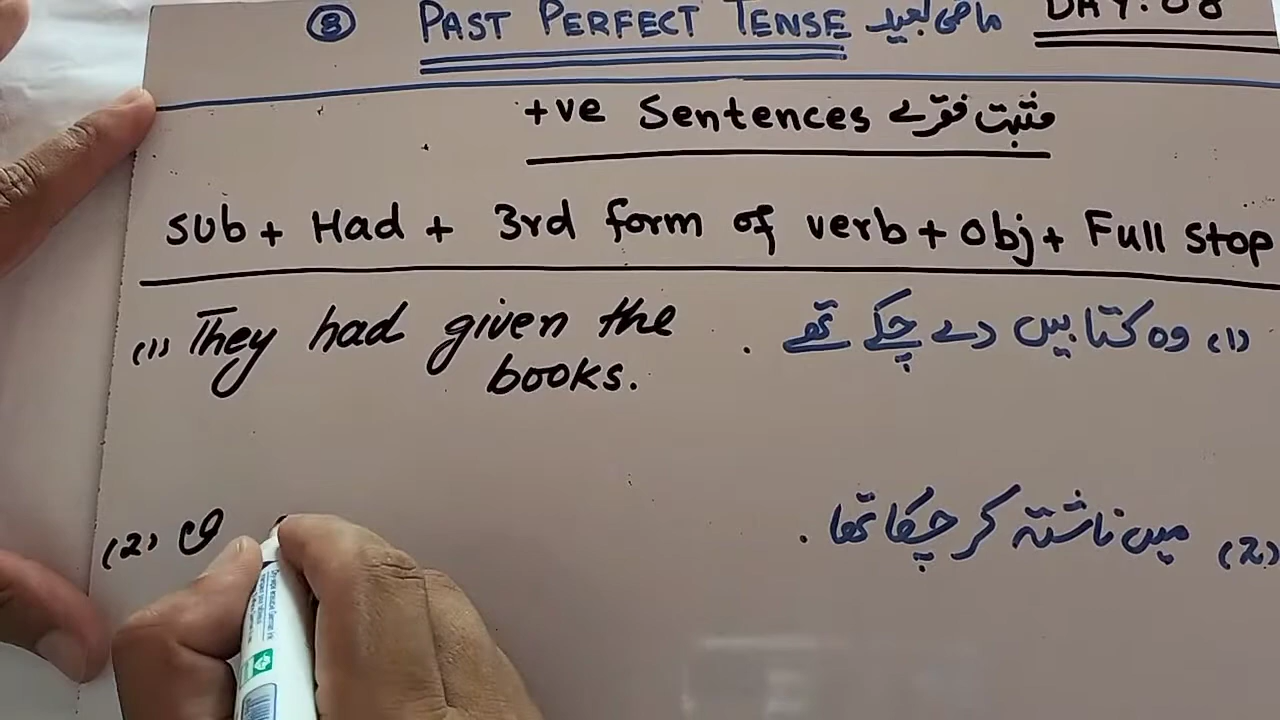 ⑧ PAST PERFECT TENSE ماضی بعید DAY: 08
+ve Sentences مثبت فقرے
Sub + Had + 3rd form of verb + Obj + Full Stop
(1) They had given the
books.
(1) وہ کتابیں دے چکے تھے .
(2) I
(2) میں ناشتہ کر چکا تھا .